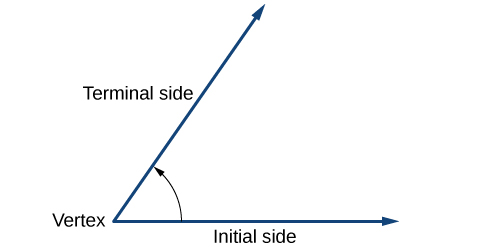 Terminal side
Vertex
Initial side